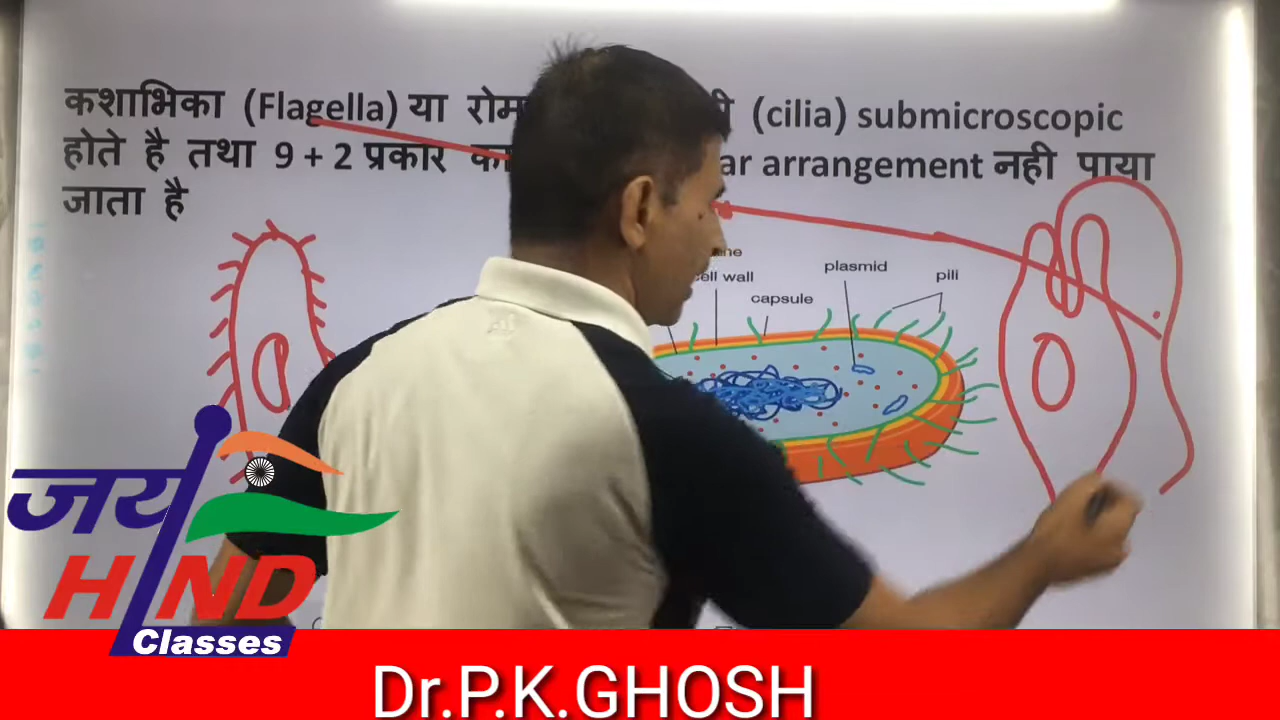 कशाभिका (Flagella) या रोम (cilia) submicroscopic
होते है तथा 9 + 2 प्रकार का arrangement नही पाया
जाता है
cell wall
plasmid
pili
capsule
जय
HIND
Classes
Dr.P.K.GHOSH